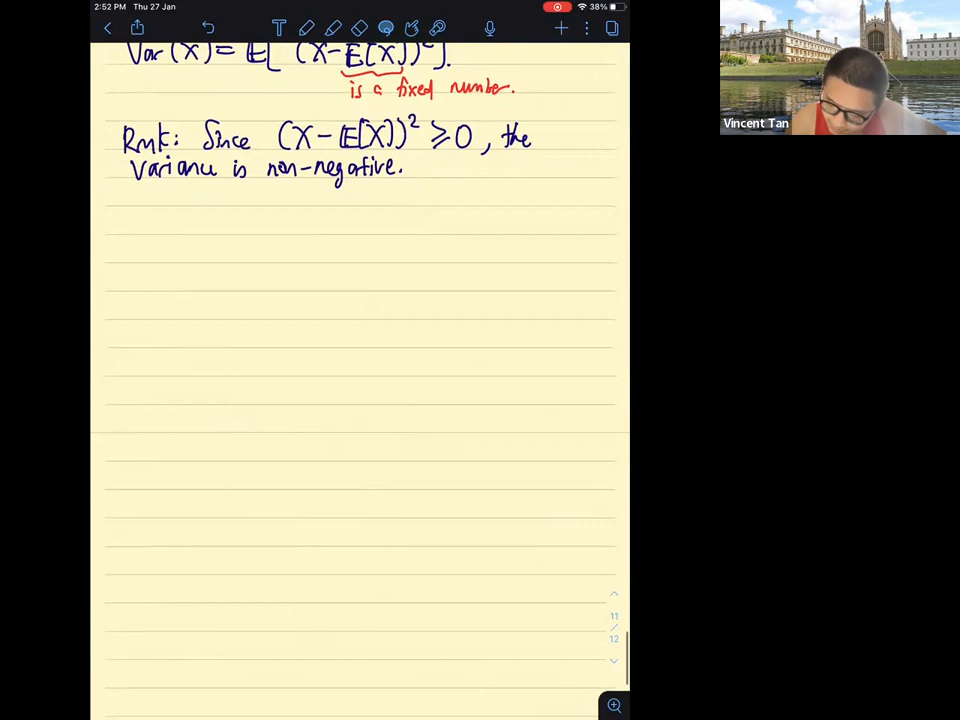 2:52 PM Thu 27 Jan
38%
Var(X) = E[ (X-E[X])²].
is a fixed number.
Rmk: Since (X-E[X])² ≥0, the
Variance is non-negative.
Vincent Tan
11
/
12